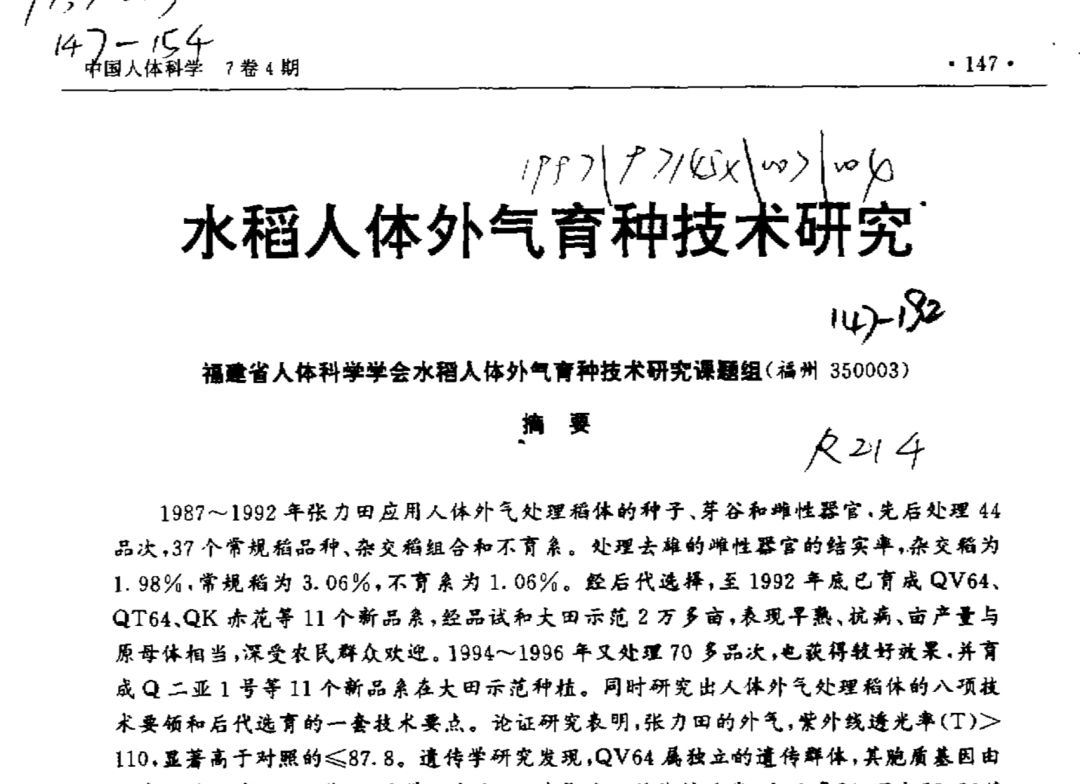 147-154
中国人体科学 7卷4期
·147·
水稻人体外气育种技术研究
147-192
福建省人体科学学会水稻人体外气育种技术研究课题组(福州 350003)
摘 要
R214
1987～1992年张力田应用人体外气处理稻体的种子、芽谷和雌性器官,先后处理44
品次,37个常规稻品种、杂交稻组合和不育系。处理去雄的雌性器官的结实率,杂交稻为
1.98%,常规稻为3.06%,不育系为1.06%。经后代选择,至1992年底已育成QV64、
QT64、QK赤花等11个新品系,经品试和大田示范2万多亩,表现早熟、抗病、亩产量与
原母体相当,深受农民群众欢迎。1994～1996年又处理70多品次,也获得较好效果,并育
成Q二亚1号等11个新品系在大田示范种植。同时研究出人体外气处理稻体的八项技
术要领和后代选育的一套技术要点。论证研究表明,张力田的外气,紫外线透光率(T)>
110,显著高于对照的≤87.8。遗传学研究发现,QV64属独立的遗传群体,其胞质基因由